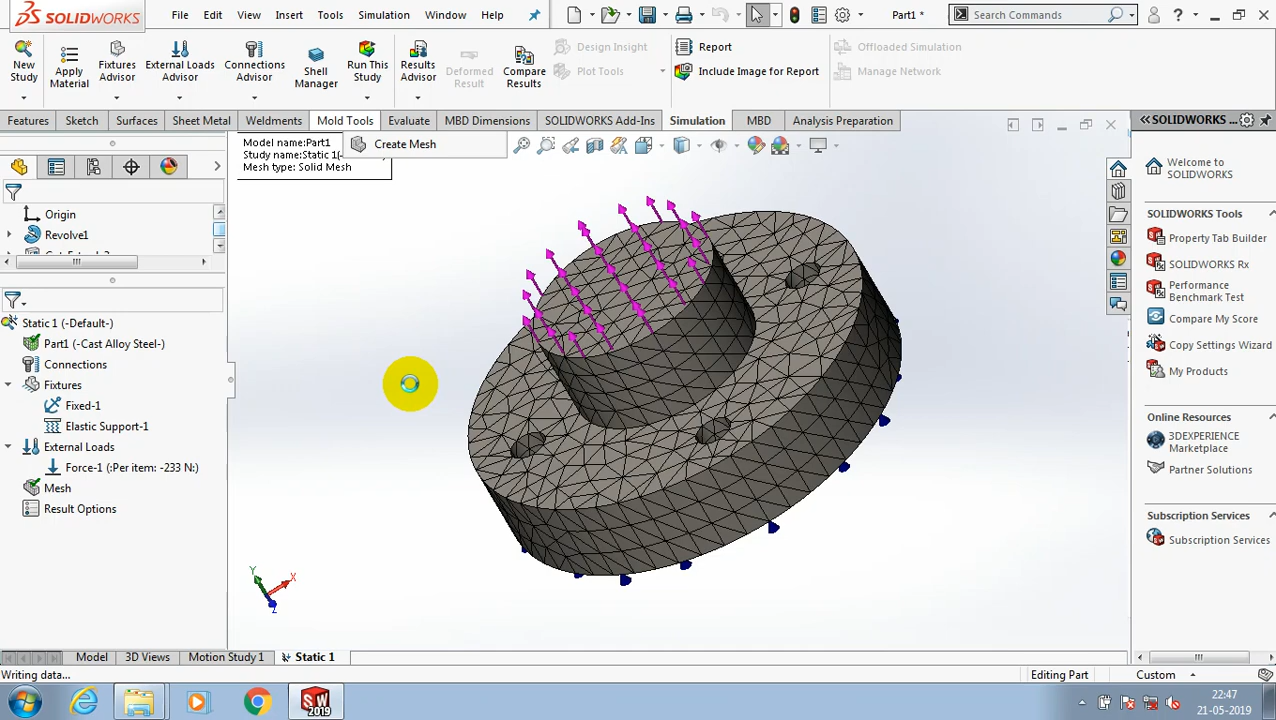 SOLIDWORKS File Edit View Insert Tools Simulation Window Help Part1 * Search Commands ?
New Study
Apply Material
Fixtures Advisor
External Loads Advisor
Connections Advisor
Shell Manager
Run This Study
Results Advisor
Deformed Result
Compare Results
Design Insight
Plot Tools
Report
Include Image for Report
Offloaded Simulation
Manage Network
Features Sketch Surfaces Sheet Metal Weldments Mold Tools Evaluate MBD Dimensions SOLIDWORKS Add-Ins Simulation MBD Analysis Preparation
Create Mesh
Model name:Part1
Study name:Static 1(-
Mesh type: Solid Mesh
Origin
Revolve1
Static 1 (-Default-)
Part1 (-Cast Alloy Steel-)
Connections
Fixtures
Fixed-1
Elastic Support-1
External Loads
Force-1 (:Per item: -233 N:)
Mesh
Result Options
Y
X
Z
SOLIDWORKS ...
Welcome to SOLIDWORKS
SOLIDWORKS Tools
Property Tab Builder
SOLIDWORKS Rx
Performance Benchmark Test
Compare My Score
Copy Settings Wizard
My Products
Online Resources
3DEXPERIENCE Marketplace
Partner Solutions
Subscription Services
Subscription Services
Model 3D Views Motion Study 1 Static 1
Writing data... Editing Part Custom
SW 2019
22:47
21-05-2019